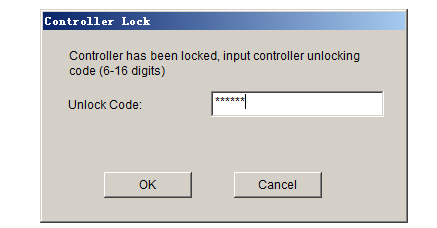 Controller Lock
Controller has been locked, input controller unlocking
code (6-16 digits)
Unlock Code: ******
OK Cancel